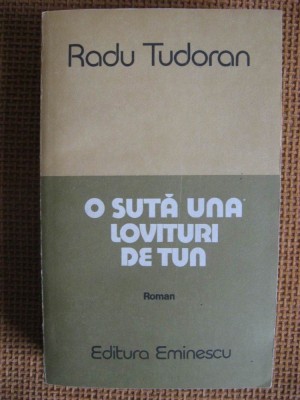 Radu Tudoran
O SUTĂ UNA
LOVITURI
DE TUN
Roman
Editura Eminescu